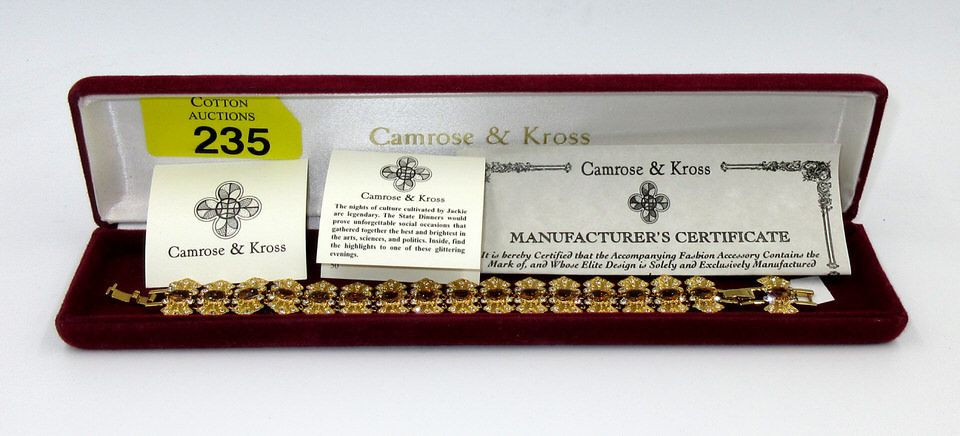 COTTON
AUCTIONS
235
Camrose & Kross
Camrose & Kross
Camrose & Kross
The nights of culture cultivated by Jackie
are legendary. The State Dinners would
prove unforgettable social occasions that
gathered together the best and brightest in
the arts, sciences, and politics. Inside, find
the highlights to one of these glittering
evenings.
Camrose & Kross
MANUFACTURER'S CERTIFICATE
It is hereby Certified that the Accompanying Fashion Accessory Contains the
Mark of, and Whose Elite Design is Solely and Exclusively Manufactured